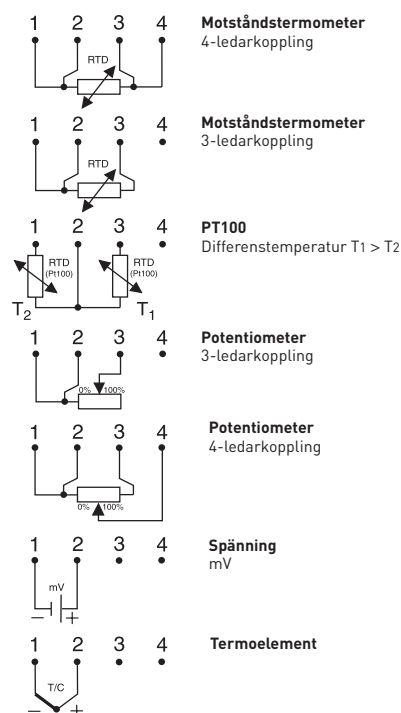 1 2 3 4
RTD
Motståndstermometer
4-ledarkoppling
1 2 3 4
RTD
Motståndstermometer
3-ledarkoppling
1 2 3 4
RTD
(Pt100)
RTD
(Pt100)
T2
T1
PT100
Differenstemperatur T1 > T2
1 2 3 4
0% 100%
Potentiometer
3-ledarkoppling
1 2 3 4
0% 100%
Potentiometer
4-ledarkoppling
1 2 3 4
mV
− +
Spänning
mV
1 2 3 4
T/C
− +
Termoelement